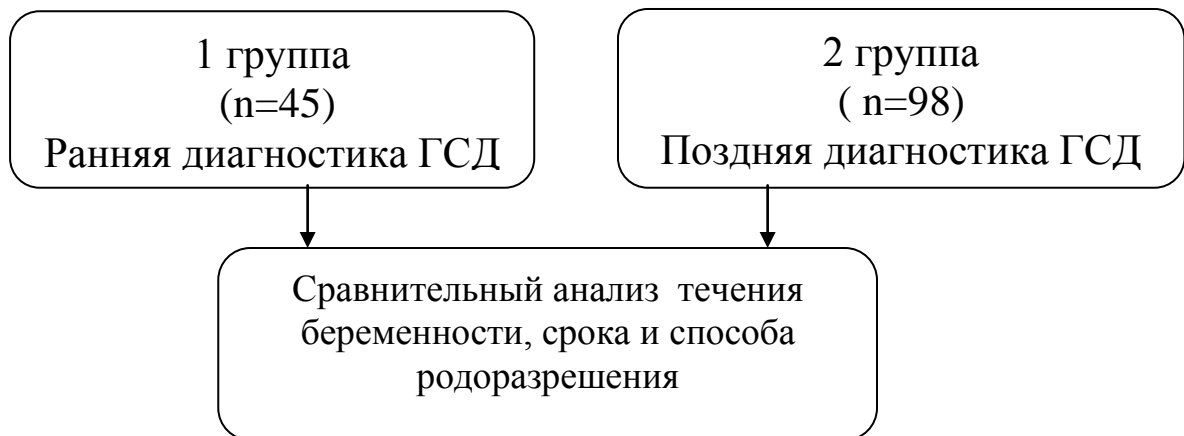 1 группа
(n=45)
Ранняя диагностика ГСД
2 группа
( n=98)
Поздняя диагностика ГСД
Сравнительный анализ течения
беременности, срока и способа
родоразрешения